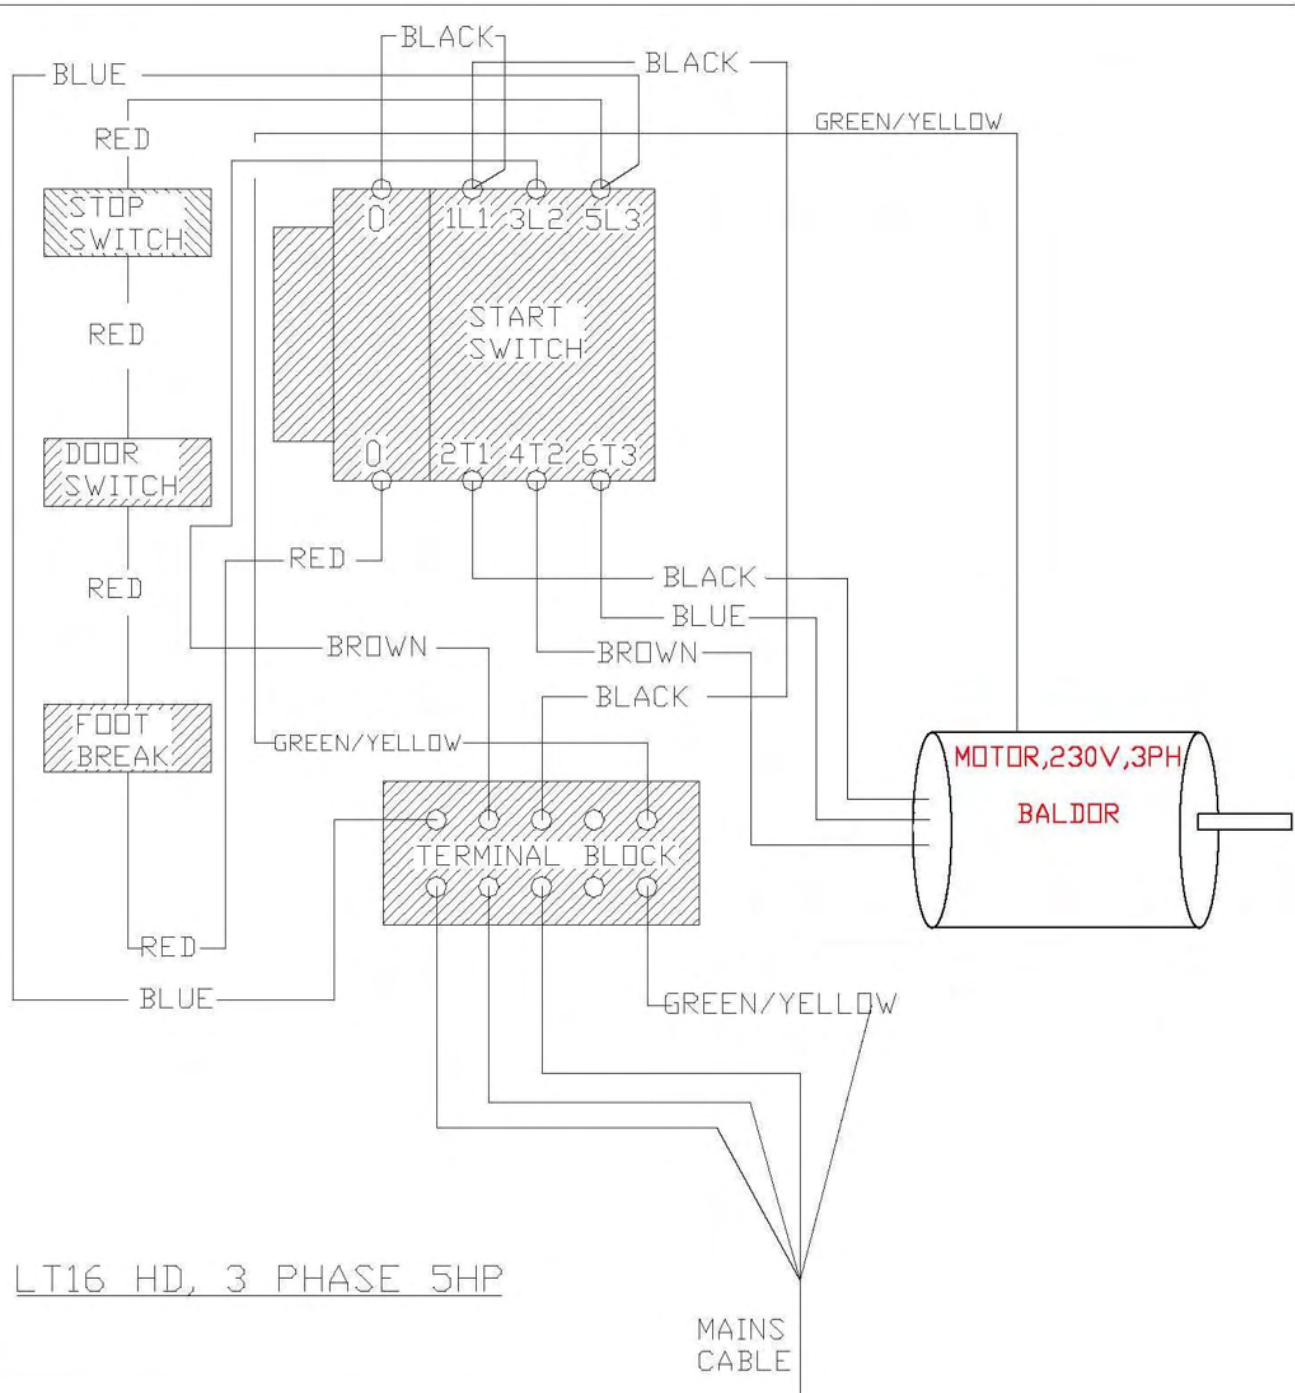 BLACK
BLACK
BLUE
GREEN/YELLOW
RED
STOP
SWITCH
0 1L1 3L2 5L3
RED
START
SWITCH
DOOR
SWITCH
0 2T1 4T2 6T3
RED
RED
BLACK
BLUE
BROWN
BROWN
BLACK
FOOT
BREAK
GREEN/YELLOW
MOTOR,230V,3PH
BALDOR
TERMINAL BLOCK
RED
BLUE
GREEN/YELLOW
LT16 HD, 3 PHASE 5HP
MAINS
CABLE